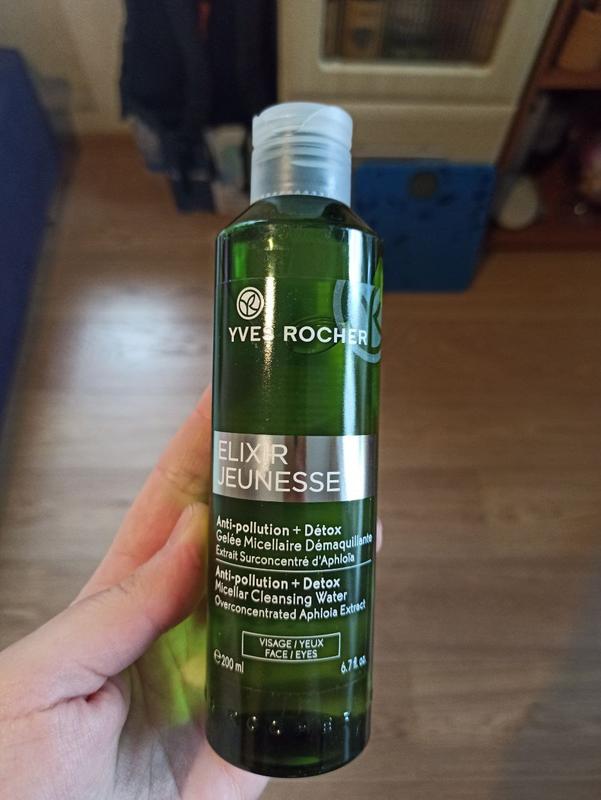 YVES ROCHER
ELIXIR
JEUNESSE
Anti-pollution + Détox
Gelée Micellaire Démaquillante
Extrait Surconcentré d'Aphloïa
Anti-pollution + Detox
Micellar Cleansing Water
Overconcentrated Aphloia Extract
VISAGE / YEUX
FACE / EYES
℮ 200 ml 6.7 fl. oz.